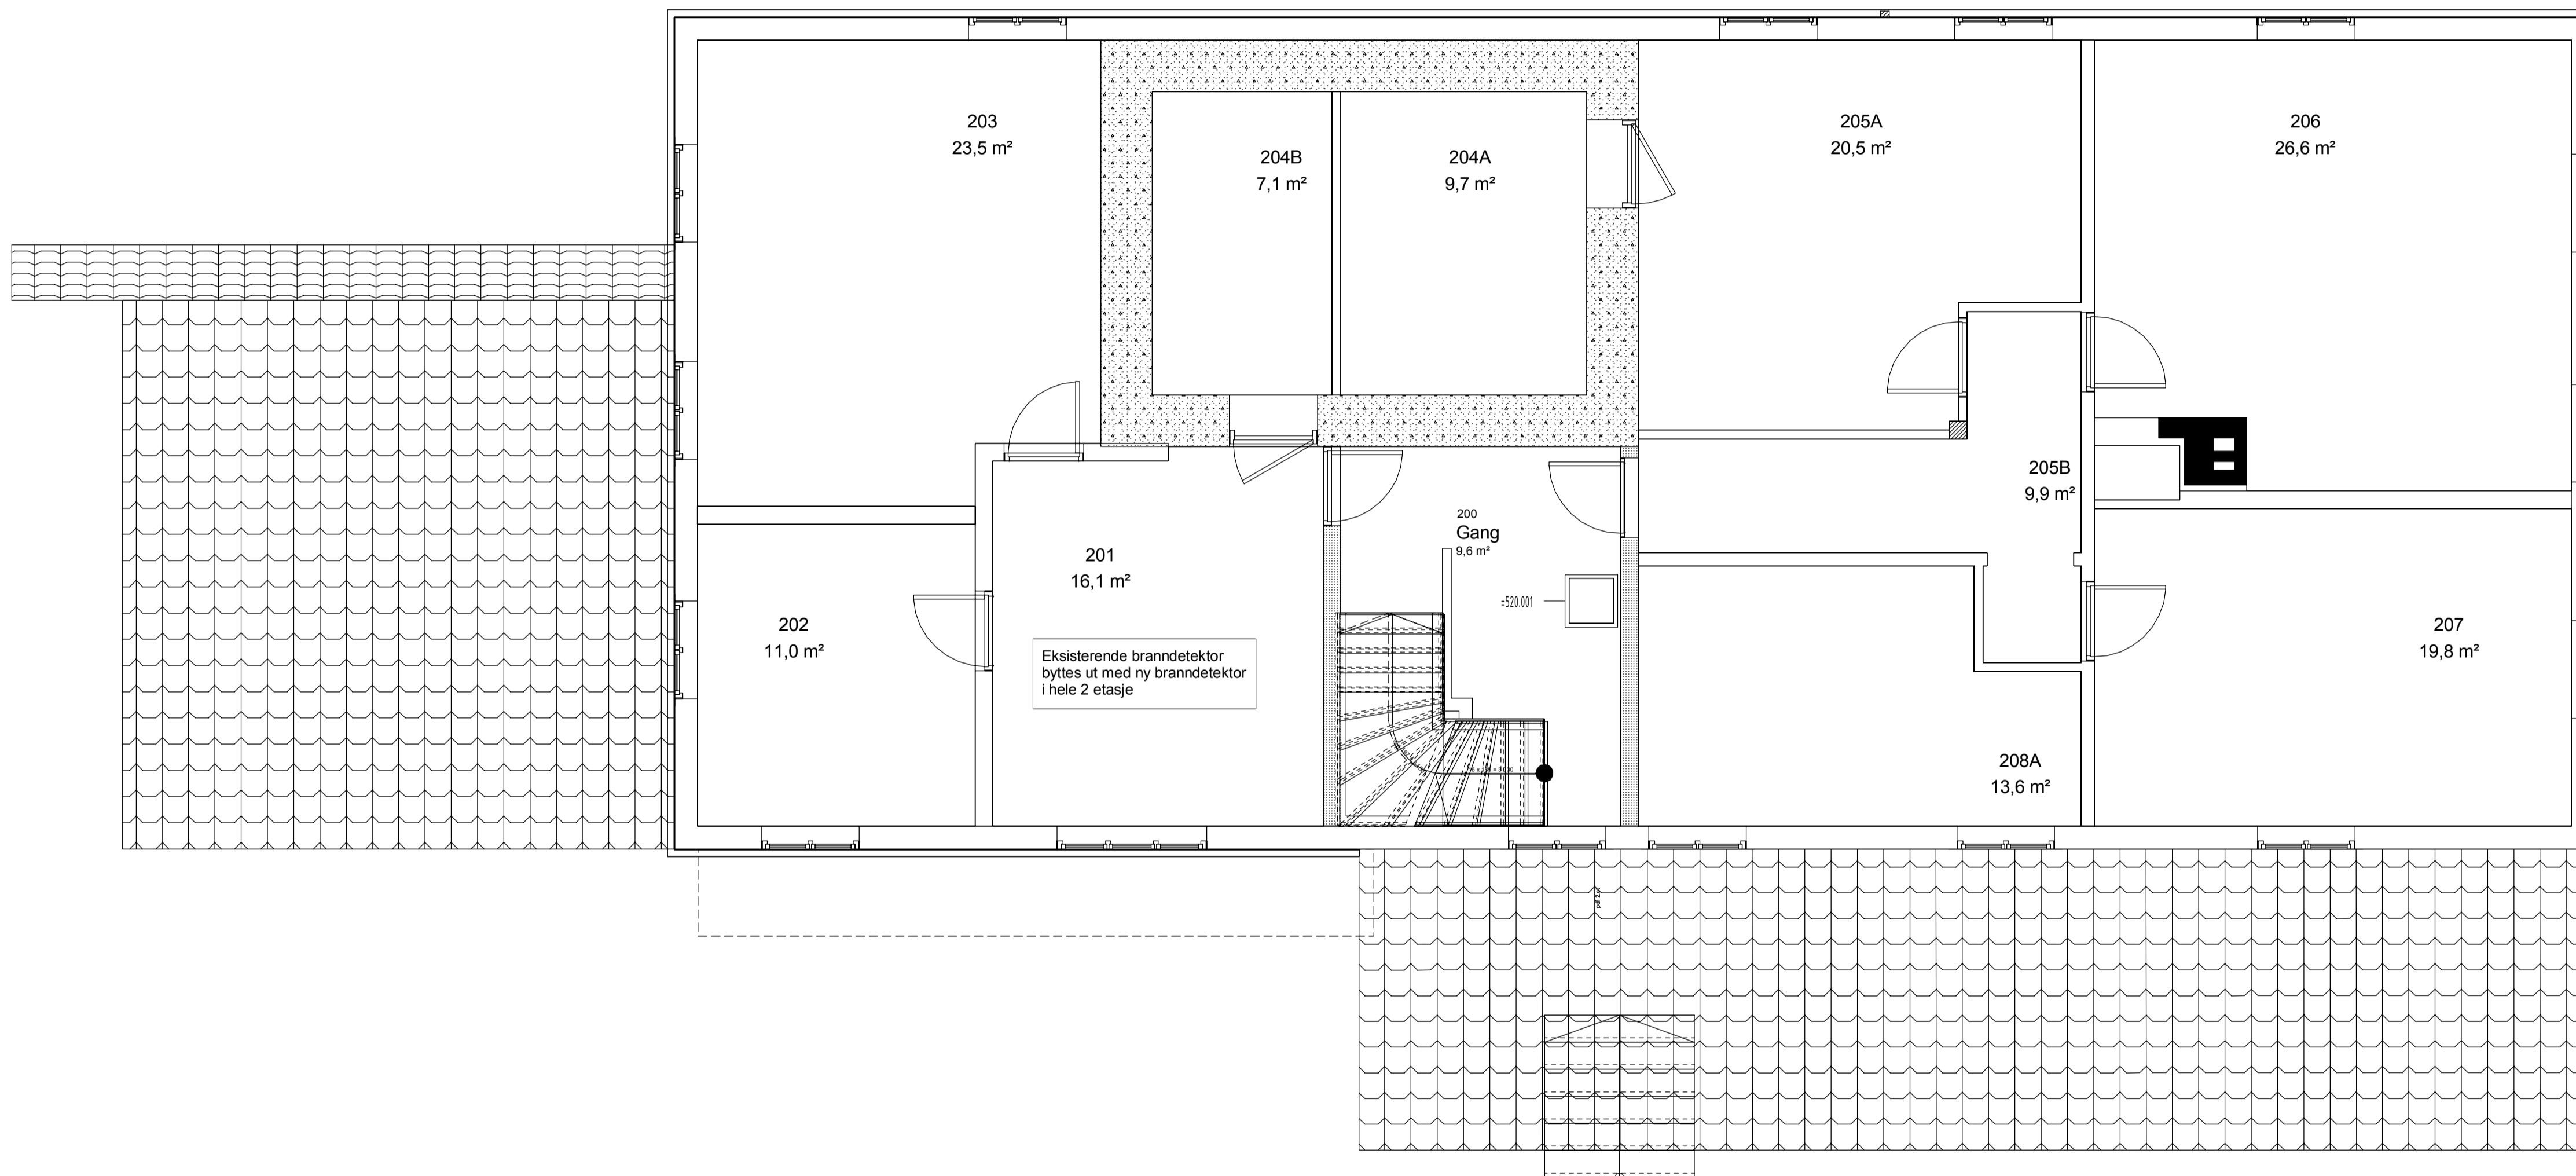 203
23,5 m²
204B
7,1 m²
204A
9,7 m²
205A
20,5 m²
206
26,6 m²
205B
9,9 m²
200
Gang
9,6 m²
201
16,1 m²
=520.001
202
11,0 m²
207
19,8 m²
Eksisterende branndetektor
byttes ut med ny branndetektor
i hele 2 etasje
208A
13,6 m²